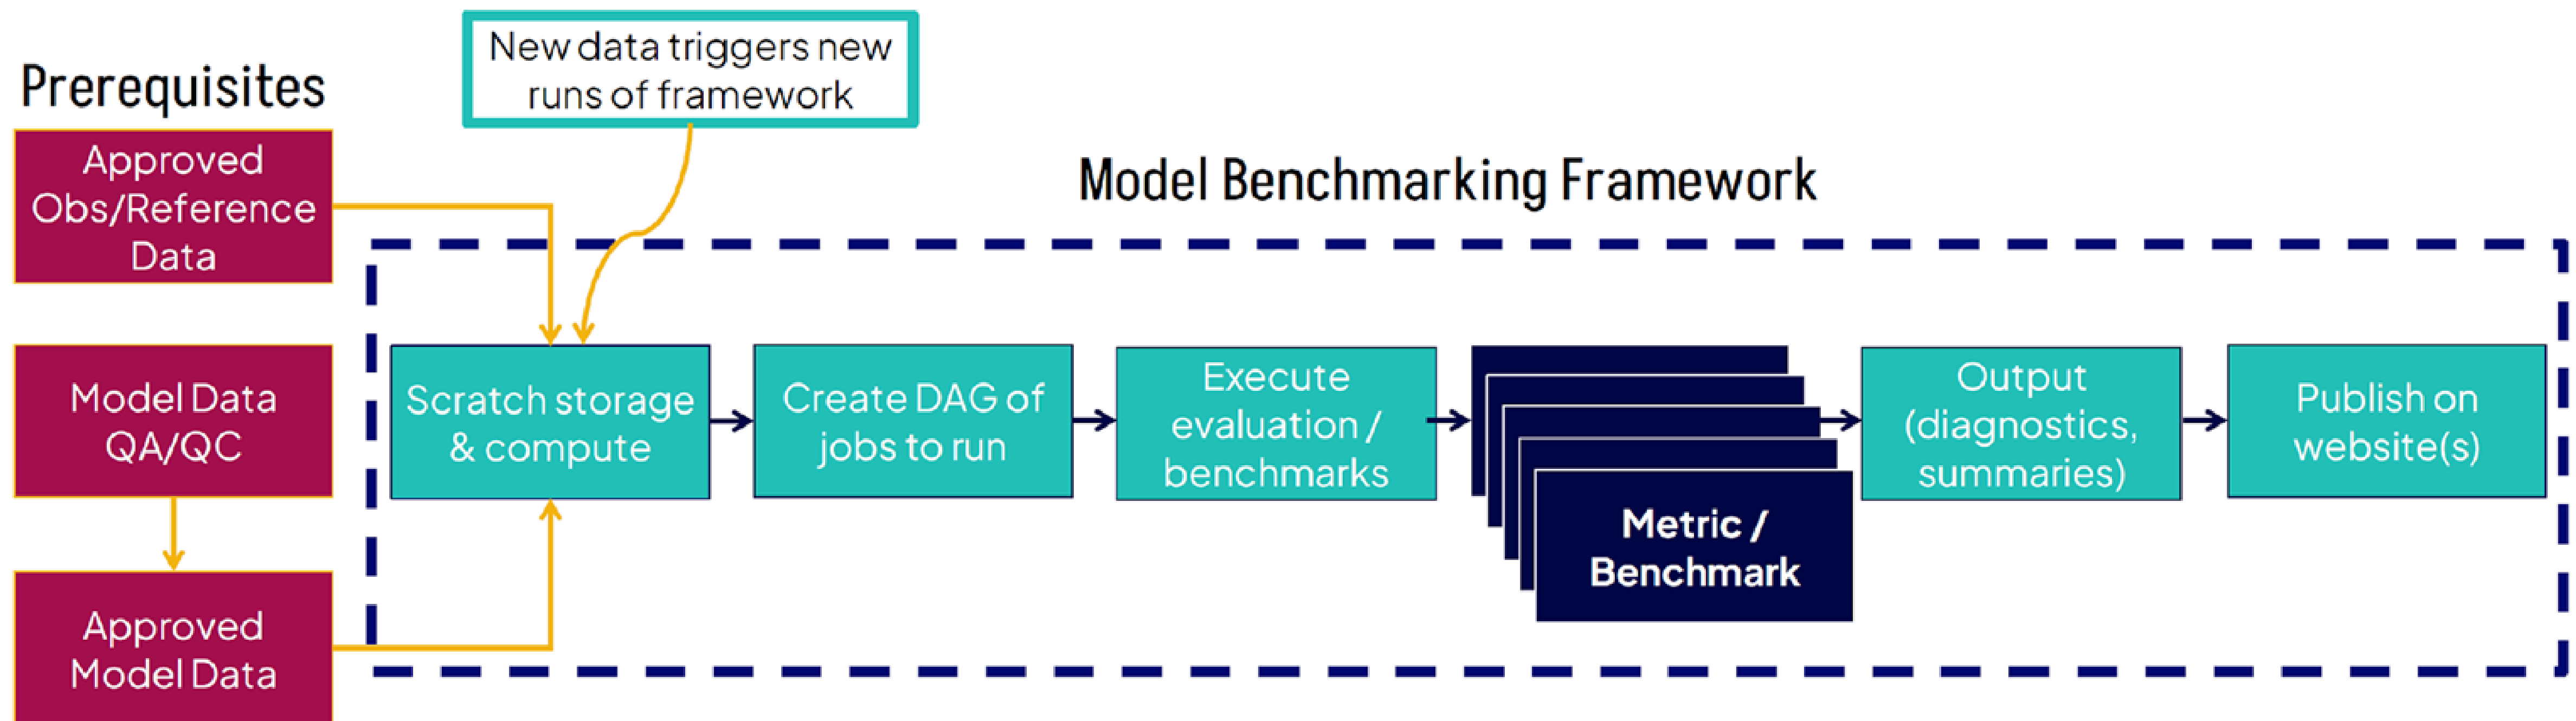 New data triggers new
runs of framework
Prerequisites
Approved
Obs/Reference
Data
Model Benchmarking Framework
Model Data
QA/QC
Approved
Model Data
Scratch storage
& compute
Create DAG of
jobs to run
Execute
evaluation /
benchmarks
Metric /
Benchmark
Output
(diagnostics,
summaries)
Publish on
website(s)